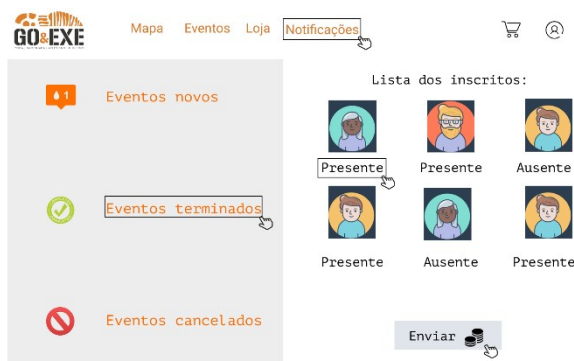 GO&EXE
Mapa Eventos Loja Notificações
Lista dos inscritos:
1
Eventos novos
Presente Presente Ausente
Eventos terminados
Presente Ausente Presente
Eventos cancelados
Enviar